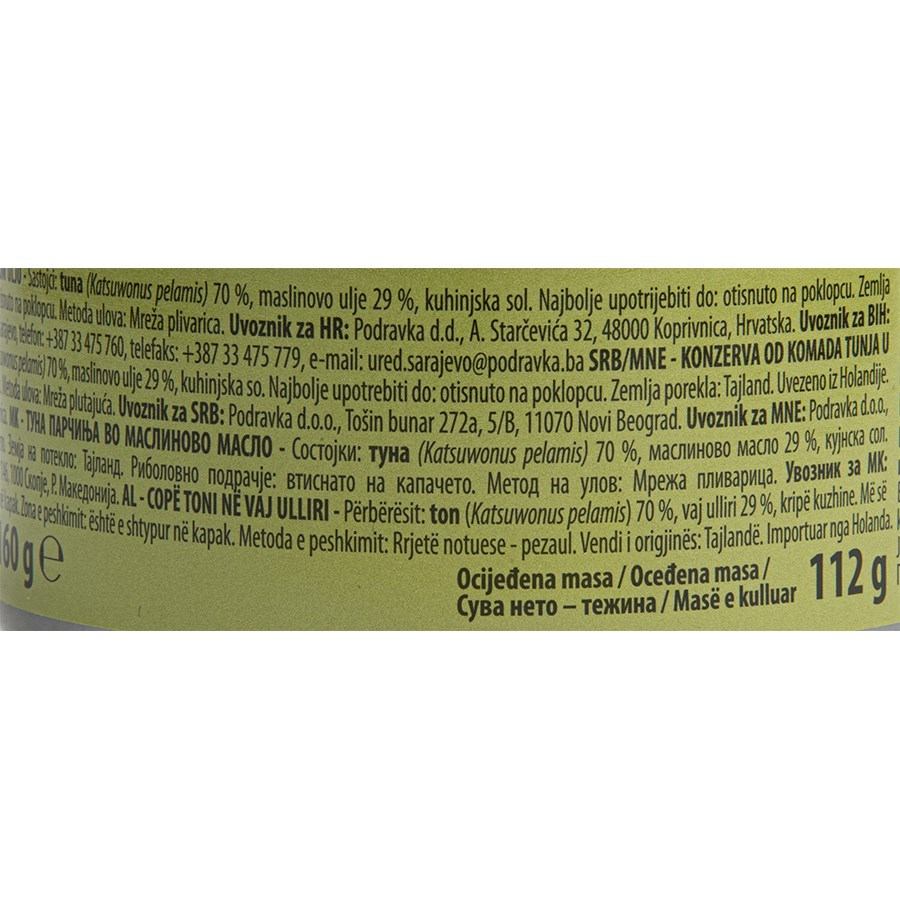 Sastojci: tuna (Katsuwonus pelamis) 70 %, maslinovo ulje 29 %, kuhinjska sol. Najbolje upotrijebiti do: otisnuto na poklopcu. Zemlja
na poklopcu. Metoda ulova: Mreža plivarica. Uvoznik za HR: Podravka d.d., A. Starčevića 32, 48000 Koprivnica, Hrvatska. Uvoznik za BIH:
telefon: +387 33 475 760, telefaks: +387 33 475 779, e-mail: ured.sarajevo@podravka.ba SRB/MNE - KONZERVA OD KOMADA TUNJA U
pelamis) 70 %, maslinovo ulje 29 %, kuhinjska so. Najbolje upotrebiti do: otisnuto na poklopcu. Zemlja porekla: Tajland. Uvezeno iz Holandije.
Metoda ulova: Mreža plutajuća. Uvoznik za SRB: Podravka d.o.o., Tošin bunar 272a, 5/B, 11070 Novi Beograd. Uvoznik za MNE: Podravka d.o.o.,
MK - ТУНА ПАРЧИЊА ВО МАСЛИНОВО МАСЛО - Состојки: туна (Katsuwonus pelamis) 70 %, маслиново масло 29 %, кујнска сол.
Земја на потекло: Тајланд. Риболовно подрачје: втиснато на капачето. Метод на улов: Мрежа пливарица. Увозник за МК:
1000 Скопје, Р. Македонија. AL - COPË TONI NË VAJ ULLIRI - Përbërësit: ton (Katsuwonus pelamis) 70 %, vaj ulliri 29 %, kripë kuzhine. Më së
kapak. Zona e peshkimit: është e shtypur në kapak. Metoda e peshkimit: Rrjetë notuese - pezaul. Vendi i origjinës: Tajlandë. Importuar nga Holanda.
160 g ℮
Ocijeđena masa / Oceđena masa /
Сува нето – тежина / Masë e kulluar 112 g